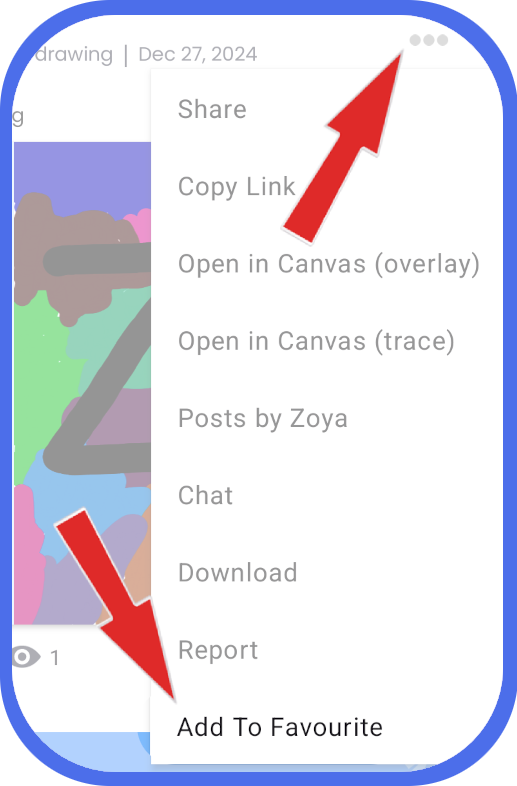 drawing | Dec 27, 2024
g
Share
Copy Link
Open in Canvas (overlay)
Open in Canvas (trace)
Posts by Zoya
Chat
Download
Report
1
Add To Favourite